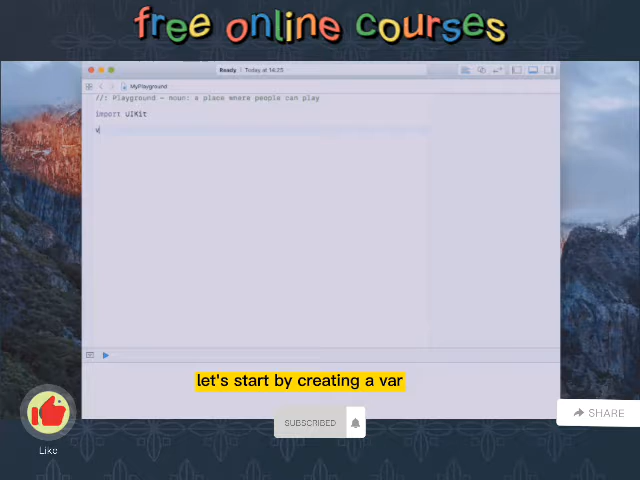 free online courses
Ready | Today at 14:25
MyPlayground
//: Playground - noun: a place where people can play
import UIKit
v
let's start by creating a var
SUBSCRIBED
SHARE
Like